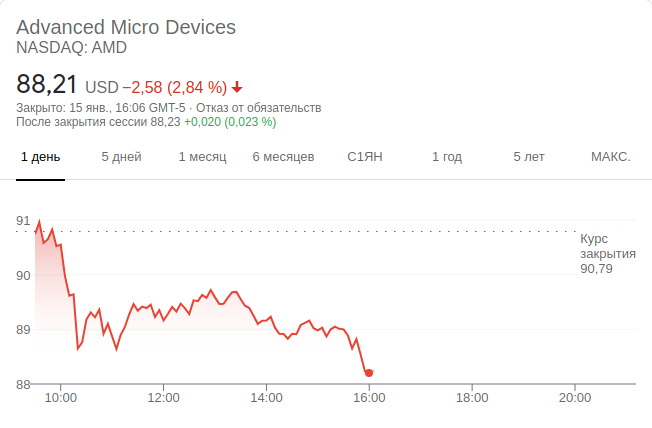 Advanced Micro Devices
NASDAQ: AMD
88,21 USD −2,58 (2,84 %)
Закрыто: 15 янв., 16:06 GMT-5 · Отказ от обязательств
После закрытия сессии 88,23 +0,020 (0,023 %)
1 день 5 дней 1 месяц 6 месяцев С1ЯН 1 год 5 лет МАКС.
91
Курс
закрытия
90,79
90
89
88
10:00 12:00 14:00 16:00 18:00 20:00